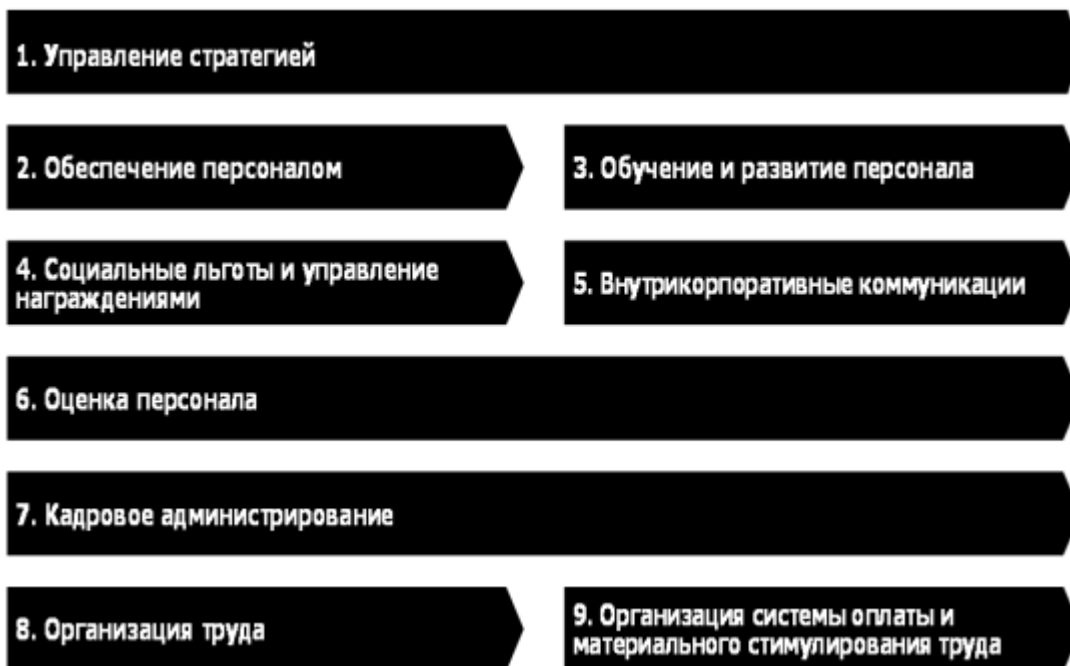 1. Управление стратегией
2. Обеспечение персоналом
3. Обучение и развитие персонала
4. Социальные льготы и управление
награждениями
5. Внутрикорпоративные коммуникации
6. Оценка персонала
7. Кадровое администрирование
8. Организация труда
9. Организация системы оплаты и
материального стимулирования труда